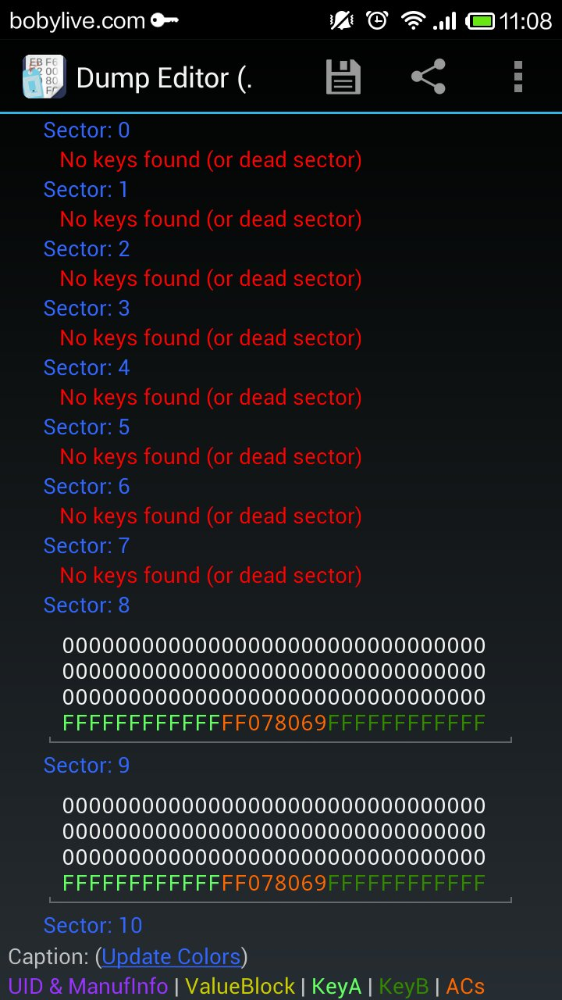 bobylive.com 11:08
EB F6
00
80
Dump Editor (.
Sector: 0
No keys found (or dead sector)
Sector: 1
No keys found (or dead sector)
Sector: 2
No keys found (or dead sector)
Sector: 3
No keys found (or dead sector)
Sector: 4
No keys found (or dead sector)
Sector: 5
No keys found (or dead sector)
Sector: 6
No keys found (or dead sector)
Sector: 7
No keys found (or dead sector)
Sector: 8
00000000000000000000000000000000
00000000000000000000000000000000
00000000000000000000000000000000
FFFFFFFFFFFFFF078069FFFFFFFFFFFF
Sector: 9
00000000000000000000000000000000
00000000000000000000000000000000
00000000000000000000000000000000
FFFFFFFFFFFFFF078069FFFFFFFFFFFF
Sector: 10
Caption: (Update Colors)
UID & ManufInfo | ValueBlock | KeyA | KeyB | ACs